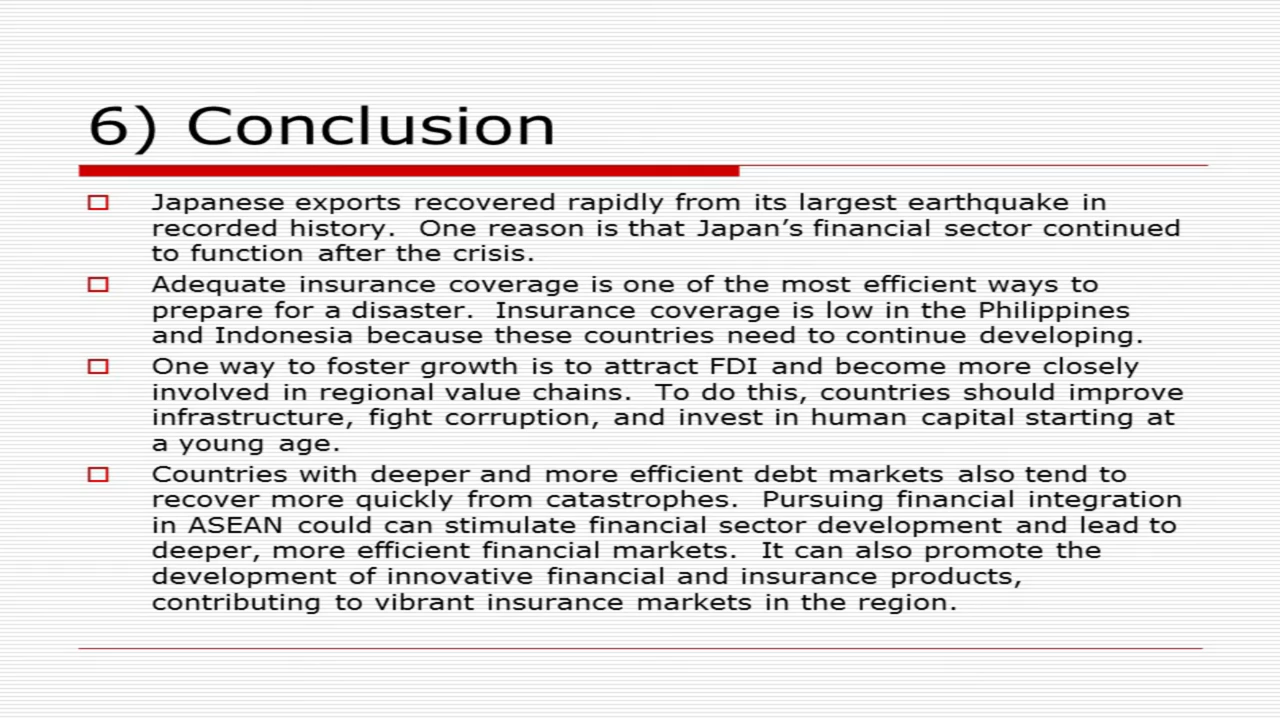 6) Conclusion
Japanese exports recovered rapidly from its largest earthquake in
recorded history.  One reason is that Japan’s financial sector continued
to function after the crisis.
Adequate insurance coverage is one of the most efficient ways to
prepare for a disaster.  Insurance coverage is low in the Philippines
and Indonesia because these countries need to continue developing.
One way to foster growth is to attract FDI and become more closely
involved in regional value chains.  To do this, countries should improve
infrastructure, fight corruption, and invest in human capital starting at
a young age.
Countries with deeper and more efficient debt markets also tend to
recover more quickly from catastrophes.  Pursuing financial integration
in ASEAN could can stimulate financial sector development and lead to
deeper, more efficient financial markets.  It can also promote the
development of innovative financial and insurance products,
contributing to vibrant insurance markets in the region.